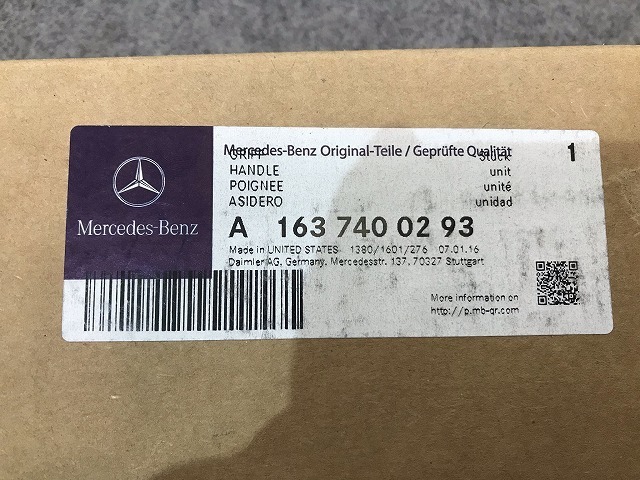 Mercedes-Benz Original-Teile / Geprüfte Qualität
1
GRIFF stück
HANDLE unit
POIGNEE unité
ASIDERO unidad
Mercedes-Benz
A 163 740 02 93
Made in UNITED STATES 1380/1601/276 07.01.16
Daimler AG, Germany, Mercedesstr. 137, 70327 Stuttgart
More information on
http://p.mb-qr.com